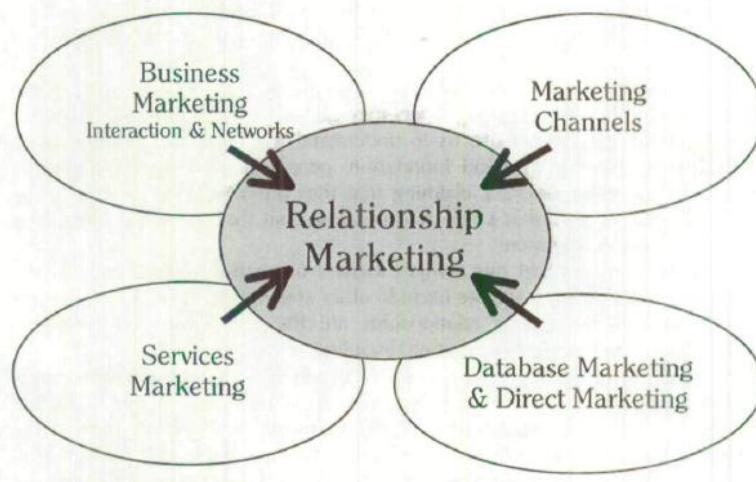 Business
Marketing
Interaction & Networks
Marketing
Channels
Relationship
Marketing
Services
Marketing
Database Marketing
& Direct Marketing